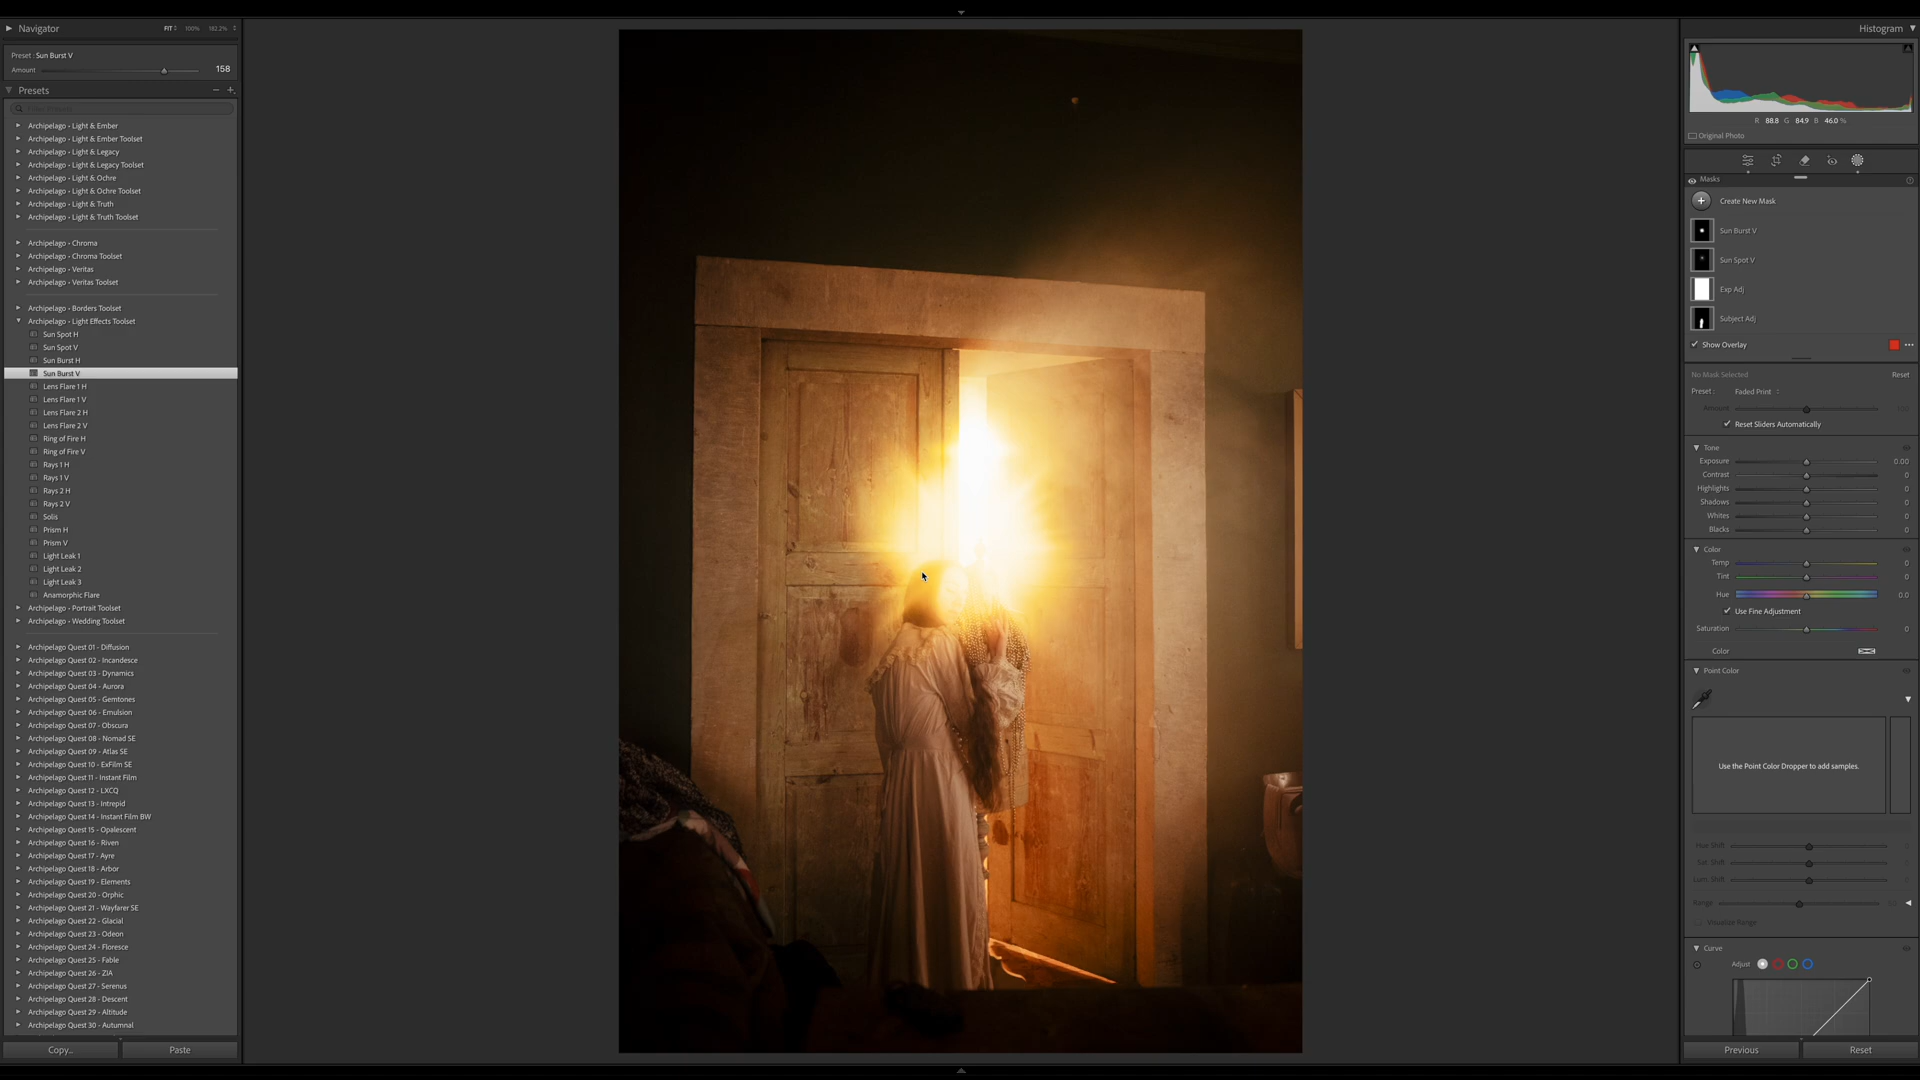 Navigator
FIT
100%
182.2%
Preset : Sun Burst V
Amount
158
Presets
Archipelago • Light & Ember
Archipelago • Light & Ember Toolset
Archipelago • Light & Legacy
Archipelago • Light & Legacy Toolset
Archipelago • Light & Ochre
Archipelago • Light & Ochre Toolset
Archipelago • Light & Truth
Archipelago • Light & Truth Toolset
Archipelago • Chroma
Archipelago • Chroma Toolset
Archipelago • Veritas
Archipelago • Veritas Toolset
Archipelago • Borders Toolset
Archipelago • Light Effects Toolset
Sun Spot H
Sun Spot V
Sun Burst H
Sun Burst V
Lens Flare 1 H
Lens Flare 1 V
Lens Flare 2 H
Lens Flare 2 V
Ring of Fire H
Ring of Fire V
Rays 1 H
Rays 1 V
Rays 2 H
Rays 2 V
Solis
Prism H
Prism V
Light Leak 1
Light Leak 2
Light Leak 3
Anamorphic Flare
Archipelago • Portrait Toolset
Archipelago • Wedding Toolset
Archipelago Quest 01 - Diffusion
Archipelago Quest 02 - Incandesce
Archipelago Quest 03 - Dynamics
Archipelago Quest 04 - Aurora
Archipelago Quest 05 - Gemtones
Archipelago Quest 06 - Emulsion
Archipelago Quest 07 - Obscura
Archipelago Quest 08 - Nomad SE
Archipelago Quest 09 - Atlas SE
Archipelago Quest 10 - ExFilm SE
Archipelago Quest 11 - Instant Film
Archipelago Quest 12 - LXCQ
Archipelago Quest 13 - Intrepid
Archipelago Quest 14 - Instant Film BW
Archipelago Quest 15 - Opalescent
Archipelago Quest 16 - Riven
Archipelago Quest 17 - Ayre
Archipelago Quest 18 - Arbor
Archipelago Quest 19 - Elements
Archipelago Quest 20 - Orphic
Archipelago Quest 21 - Wayfarer SE
Archipelago Quest 22 - Glacial
Archipelago Quest 23 - Odeon
Archipelago Quest 24 - Floresce
Archipelago Quest 25 - Fable
Archipelago Quest 26 - ZIA
Archipelago Quest 27 - Serenus
Archipelago Quest 28 - Descent
Archipelago Quest 29 - Altitude
Archipelago Quest 30 - Autumnal
Copy...
Paste
Histogram
R 88.8 G 84.9 B 46.0 %
Original Photo
Masks
Create New Mask
Sun Burst V
Sun Spot V
Exp Adj
Subject Adj
Show Overlay
No Mask Selected
Reset
Preset : Faded Print
Amount
Reset Sliders Automatically
Tone
Exposure 0.00
Contrast 0
Highlights 0
Shadows 0
Whites 0
Blacks 0
Color
Temp 0
Tint 0
Hue 0.0
Use Fine Adjustment
Saturation 0
Color
Point Color
Use the Point Color Dropper to add samples.
Hue Shift
Sat. Shift
Lum. Shift
Range
Visualize Range
Curve
Adjust
Previous
Reset